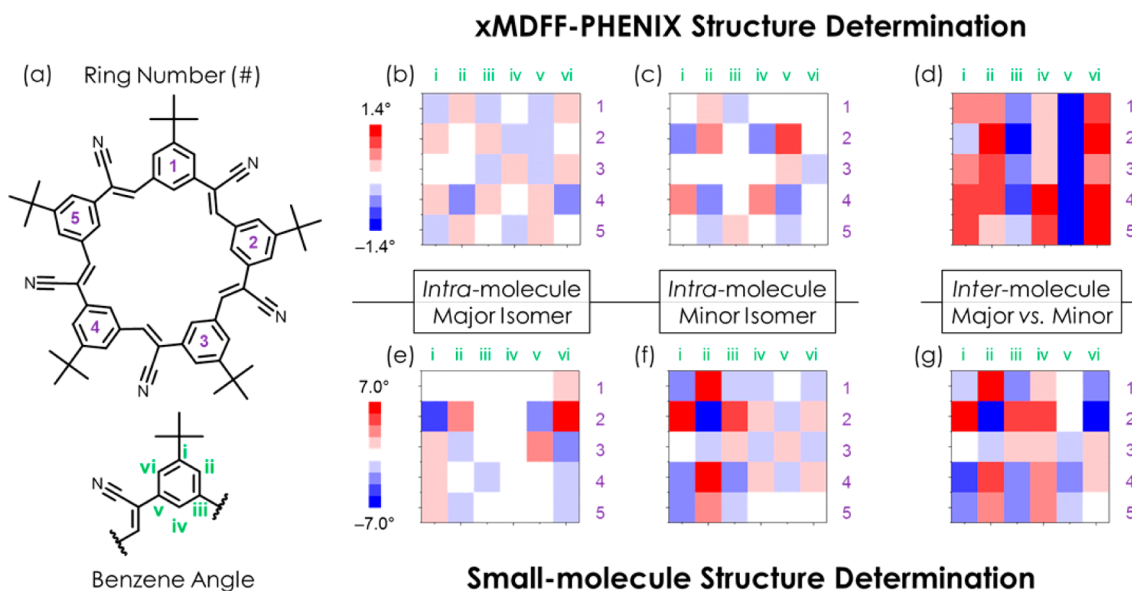 xMDFF-PHENIX Structure Determination
(a) Ring Number (#)
(b) i ii iii iv v vi
(c) i ii iii iv v vi
(d) i ii iii iv v vi
1.4°
−1.4°
1
2
3
4
5
1
2
3
4
5
1
2
3
4
5
N
N
N
N
N
1
2
3
4
5
Intra-molecule
Major Isomer
Intra-molecule
Minor Isomer
Inter-molecule
Major vs. Minor
(e) i ii iii iv v vi
(f) i ii iii iv v vi
(g) i ii iii iv v vi
7.0°
−7.0°
1
2
3
4
5
1
2
3
4
5
1
2
3
4
5
N
i
ii
iii
iv
v
vi
Benzene Angle
Small-molecule Structure Determination